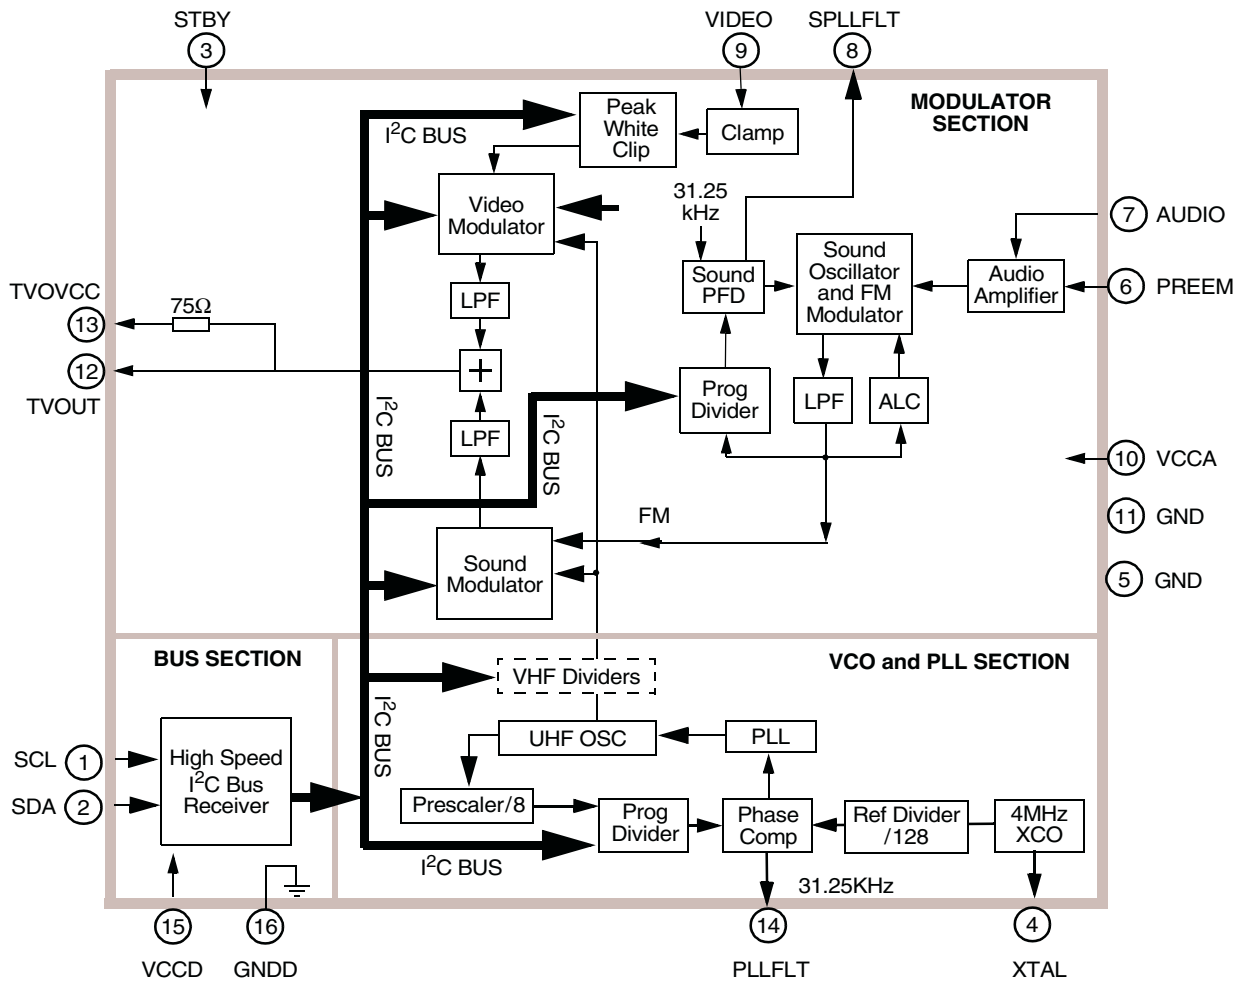 STBY
3
VIDEO
9
SPLLFLT
8
MODULATOR
SECTION
I²C BUS
Peak
White
Clip
Clamp
Video
Modulator
31.25
kHz
7
AUDIO
Sound
PFD
Sound
Oscillator
and FM
Modulator
Audio
Amplifier
6
PREEM
TVOVCC
13
75Ω
LPF
12
TVOUT
+
LPF
I²C BUS
I²C BUS
Prog
Divider
LPF
ALC
10
VCCA
11
GND
FM
Sound
Modulator
5
GND
BUS SECTION
VCO and PLL SECTION
VHF Dividers
I²C BUS
UHF OSC
PLL
SCL
1
SDA
2
High Speed
I²C Bus
Receiver
Prescaler/8
Prog
Divider
Phase
Comp
Ref Divider
/128
4MHz
XCO
I²C BUS
31.25KHz
15
VCCD
16
GNDD
14
PLLFLT
4
XTAL